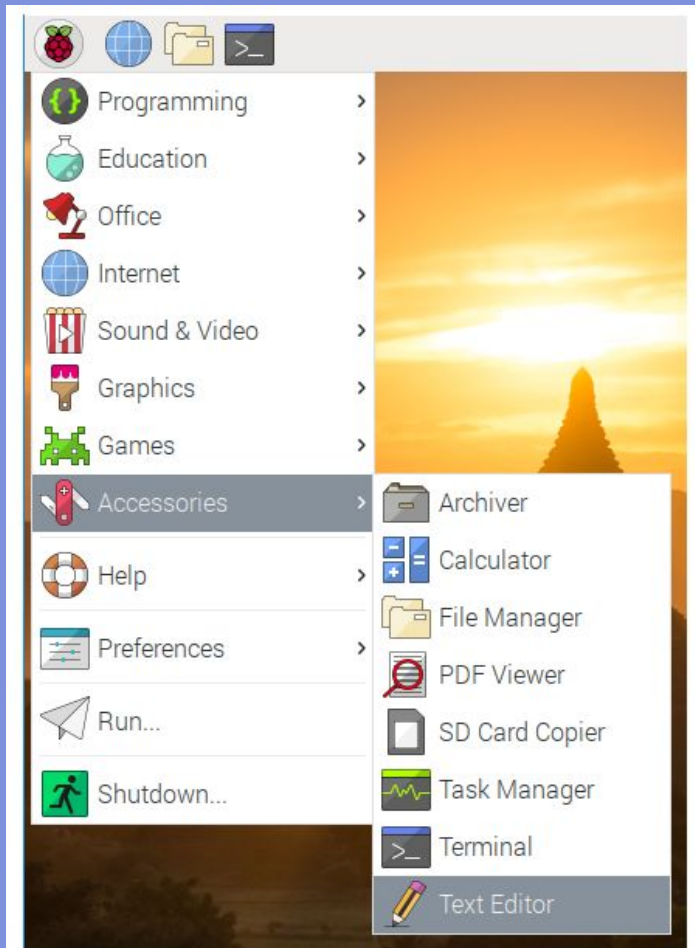 Programming
Education
Office
Internet
Sound & Video
Graphics
Games
Accessories
Help
Preferences
Run...
Shutdown...
Archiver
Calculator
File Manager
PDF Viewer
SD Card Copier
Task Manager
Terminal
Text Editor